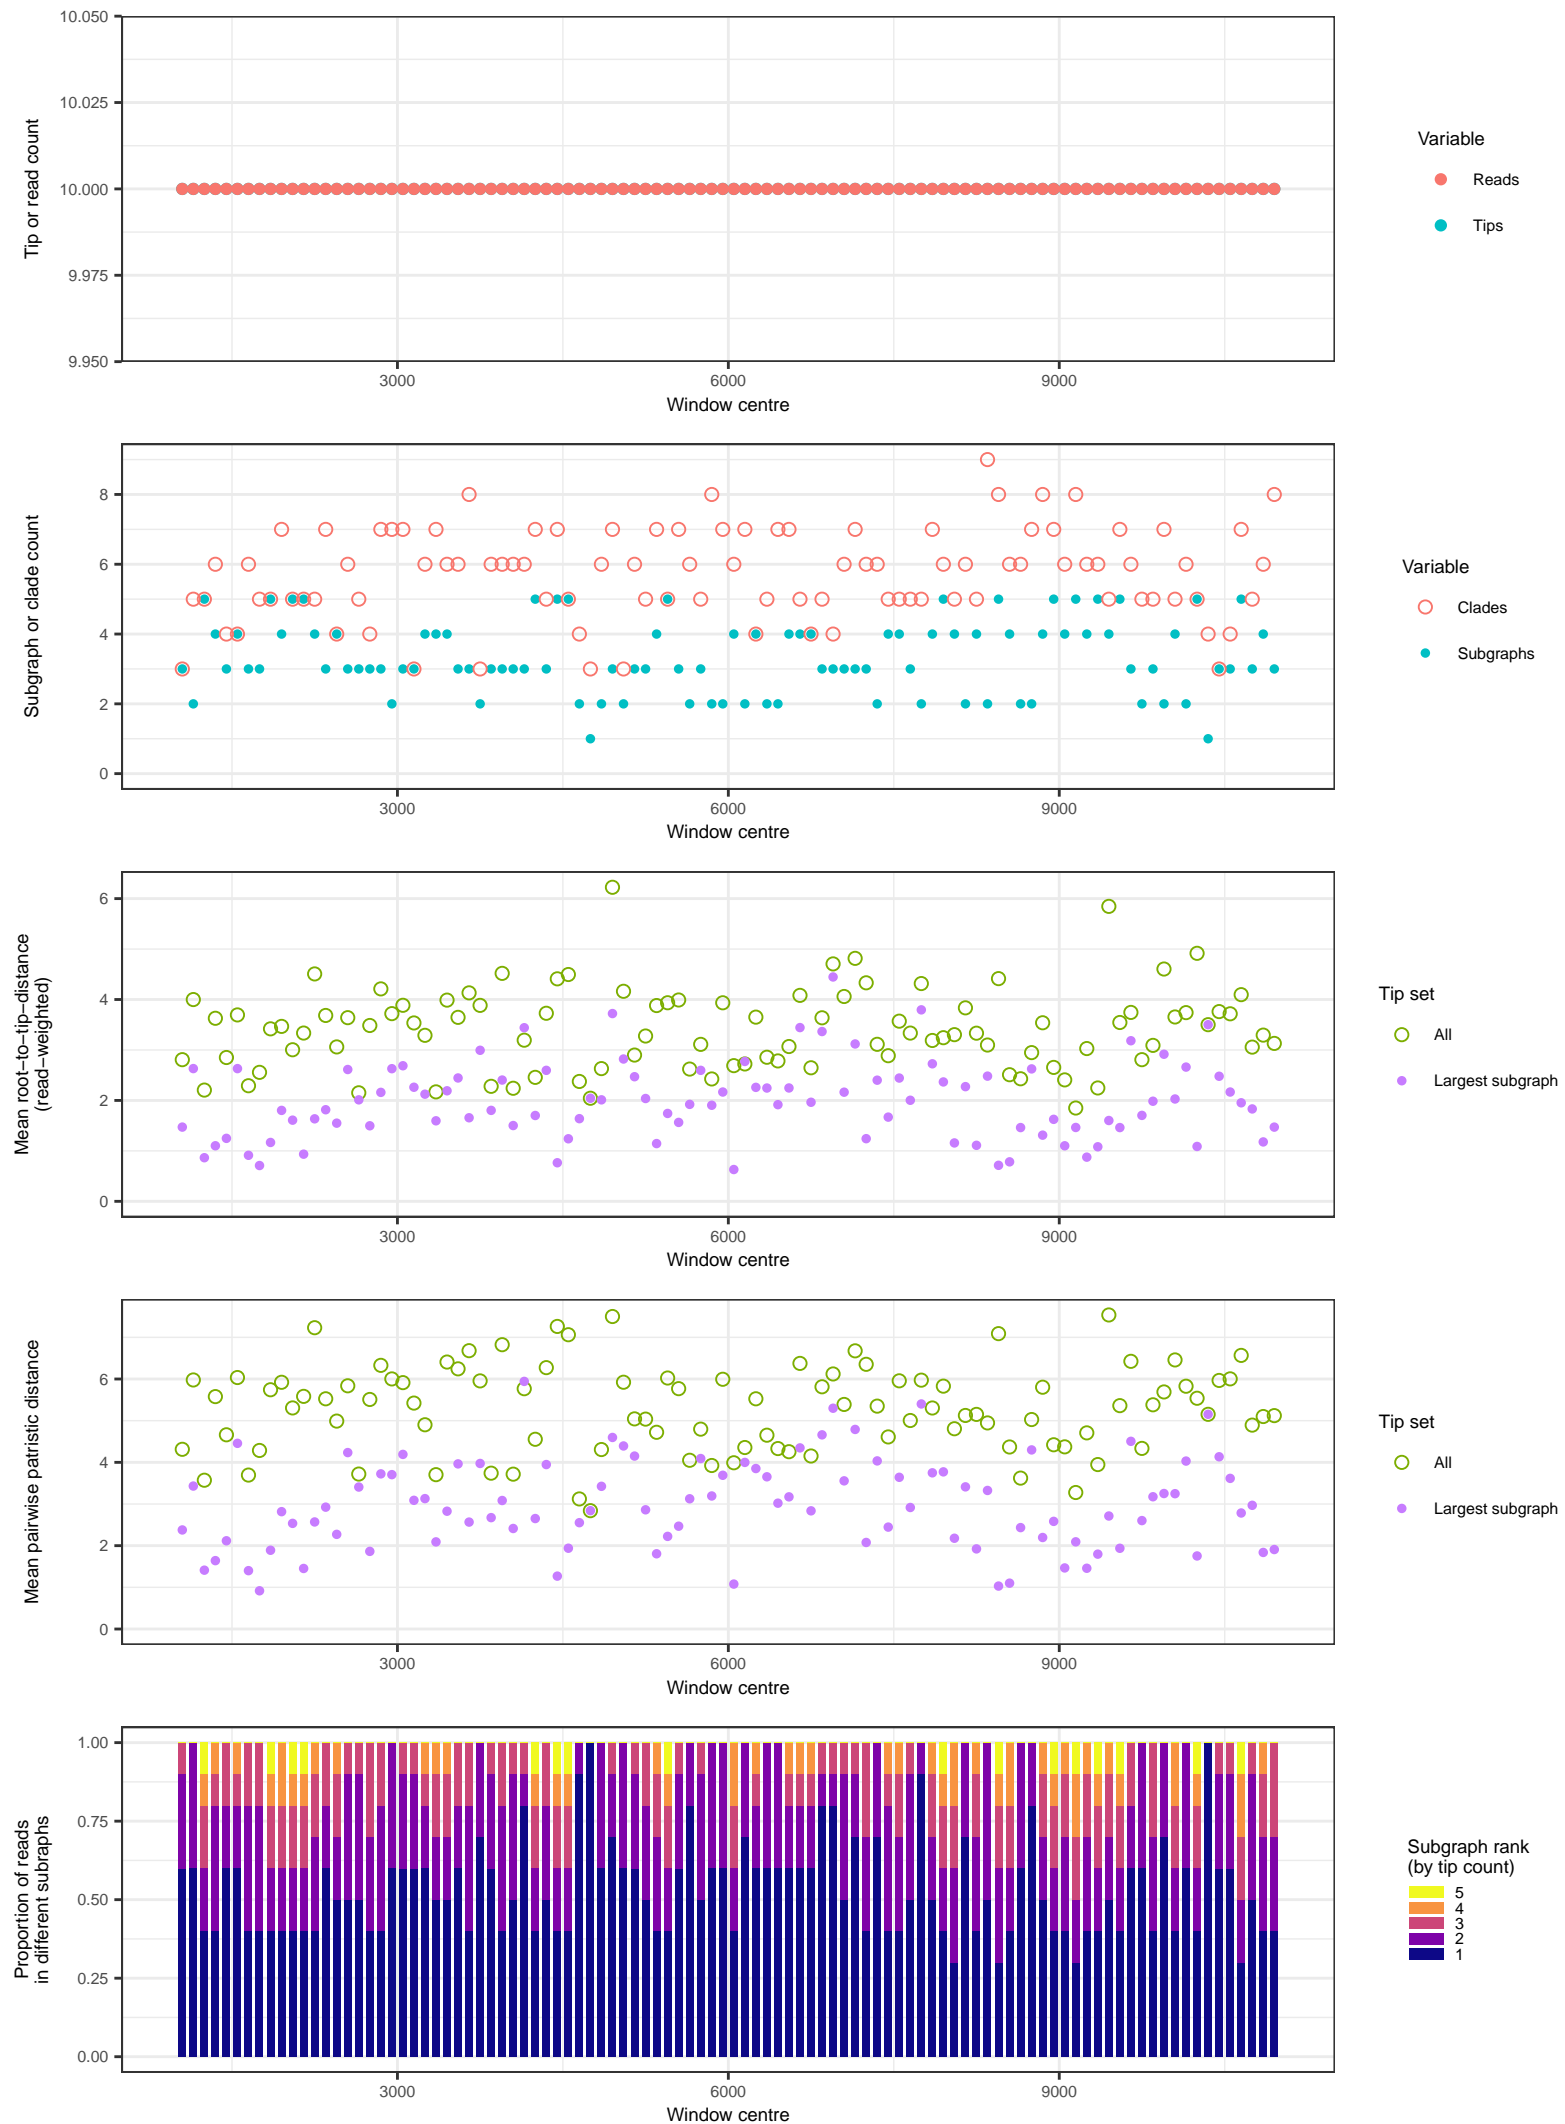 Tip or read count
10.050
10.025
10.000
9.975
9.950
3000
6000
9000
Window centre
Variable
Reads
Tips
Subgraph or clade count
8
6
4
2
0
3000
6000
9000
Window centre
Variable
Clades
Subgraphs
Mean root−to−tip−distance
(read−weighted)
6
4
2
0
3000
6000
9000
Window centre
Tip set
All
Largest subgraph
Mean pairwise patristic distance
6
4
2
0
3000
6000
9000
Window centre
Tip set
All
Largest subgraph
Proportion of reads
in different subraphs
1.00
0.75
0.50
0.25
0.00
3000
6000
9000
Window centre
Subgraph rank
(by tip count)
5
4
3
2
1